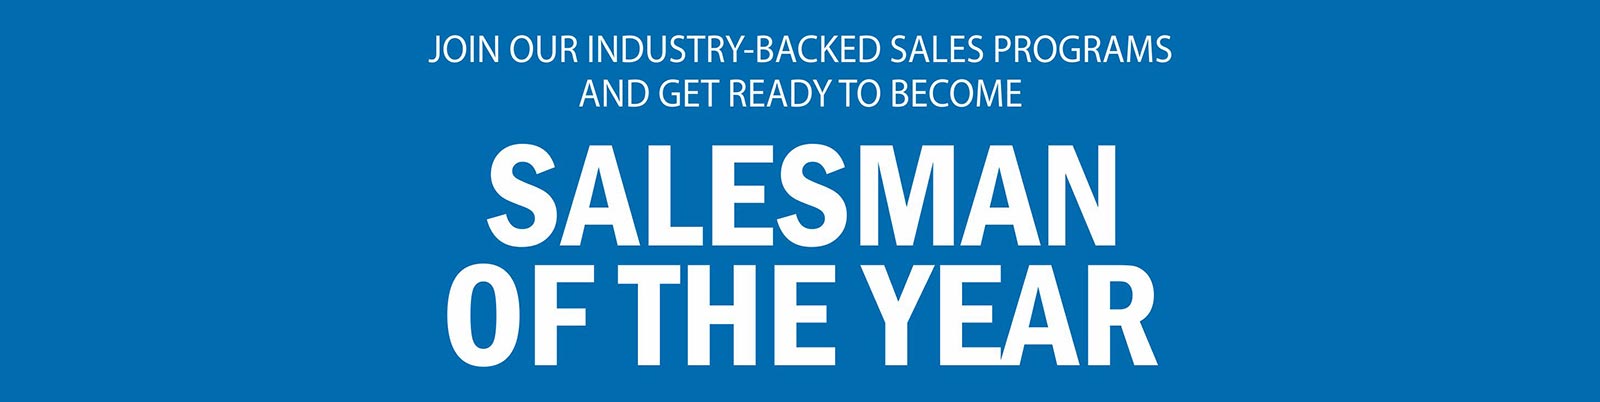 JOIN OUR INDUSTRY-BACKED SALES PROGRAMS
AND GET READY TO BECOME
SALESMAN
OF THE YEAR